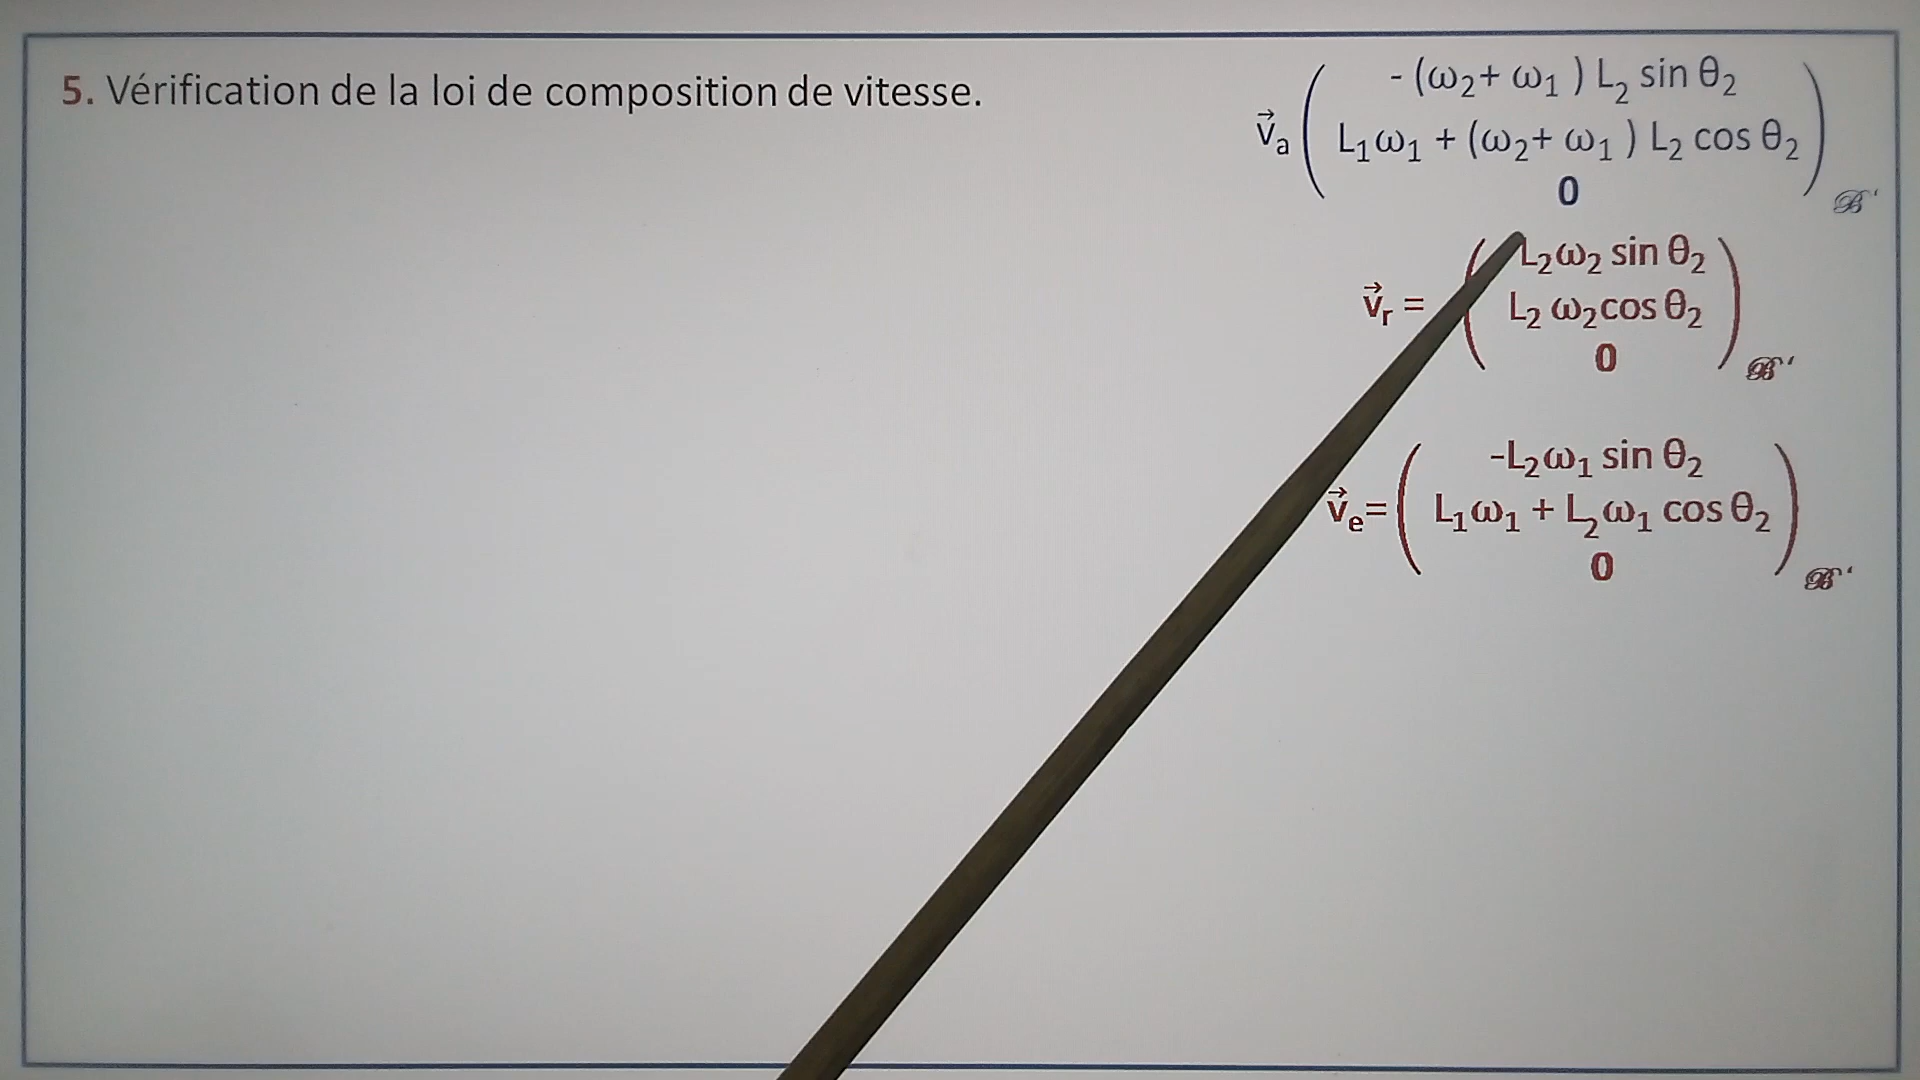 5. Vérification de la loi de composition de vitesse.
- (ω₂+ ω₁ ) L₂ sin θ₂
v⃗ₐ
L₁ω₁ + (ω₂+ ω₁ ) L₂ cos θ₂
0
ℬ‘
L₂ω₂ sin θ₂
v⃗ᵣ =
L₂ ω₂cos θ₂
0
ℬ‘
-L₂ω₁ sin θ₂
v⃗ₑ=
L₁ω₁ + L₂ω₁ cos θ₂
0
ℬ‘